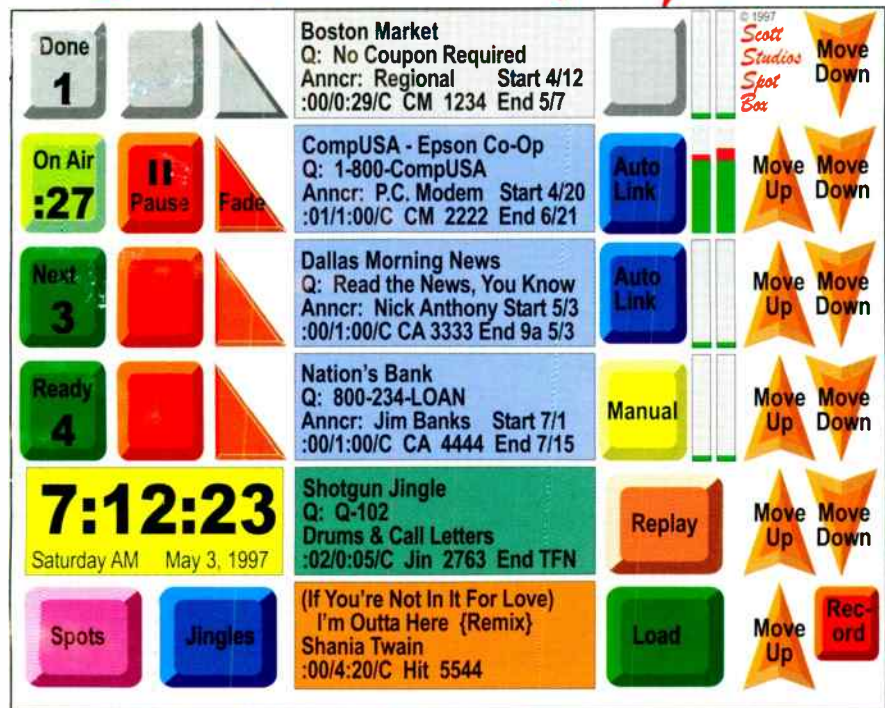 Done
1
Boston Market
Q: No Coupon Required
Anncr: Regional Start 4/12
:00/0:29/C CM 1234 End 5/7
© 1997
Scott
Studios
Spot
Box
Move
Down
On Air
:27
Pause
Fade
CompUSA - Epson Co-Op
Q: 1-800-CompUSA
Anncr: P.C. Modem Start 4/20
:01/1:00/C CM 2222 End 6/21
Auto
Link
Move
Up
Move
Down
Next
3
Dallas Morning News
Q: Read the News, You Know
Anncr: Nick Anthony Start 5/3
:00/1:00/C CA 3333 End 9a 5/3
Auto
Link
Move
Up
Move
Down
Ready
4
Nation's Bank
Q: 800-234-LOAN
Anncr: Jim Banks Start 7/1
:00/1:00/C CA 4444 End 7/15
Manual
Move
Up
Move
Down
7:12:23
Saturday AM May 3, 1997
Shotgun Jingle
Q: Q-102
Drums & Call Letters
:02/0:05/C Jin 2763 End TFN
Replay
Move
Up
Move
Down
Spots
Jingles
(If You're Not In It For Love)
I'm Outta Here {Remix}
Shania Twain
:00/4:20/C Hit 5544
Load
Move
Up
Rec-
ord